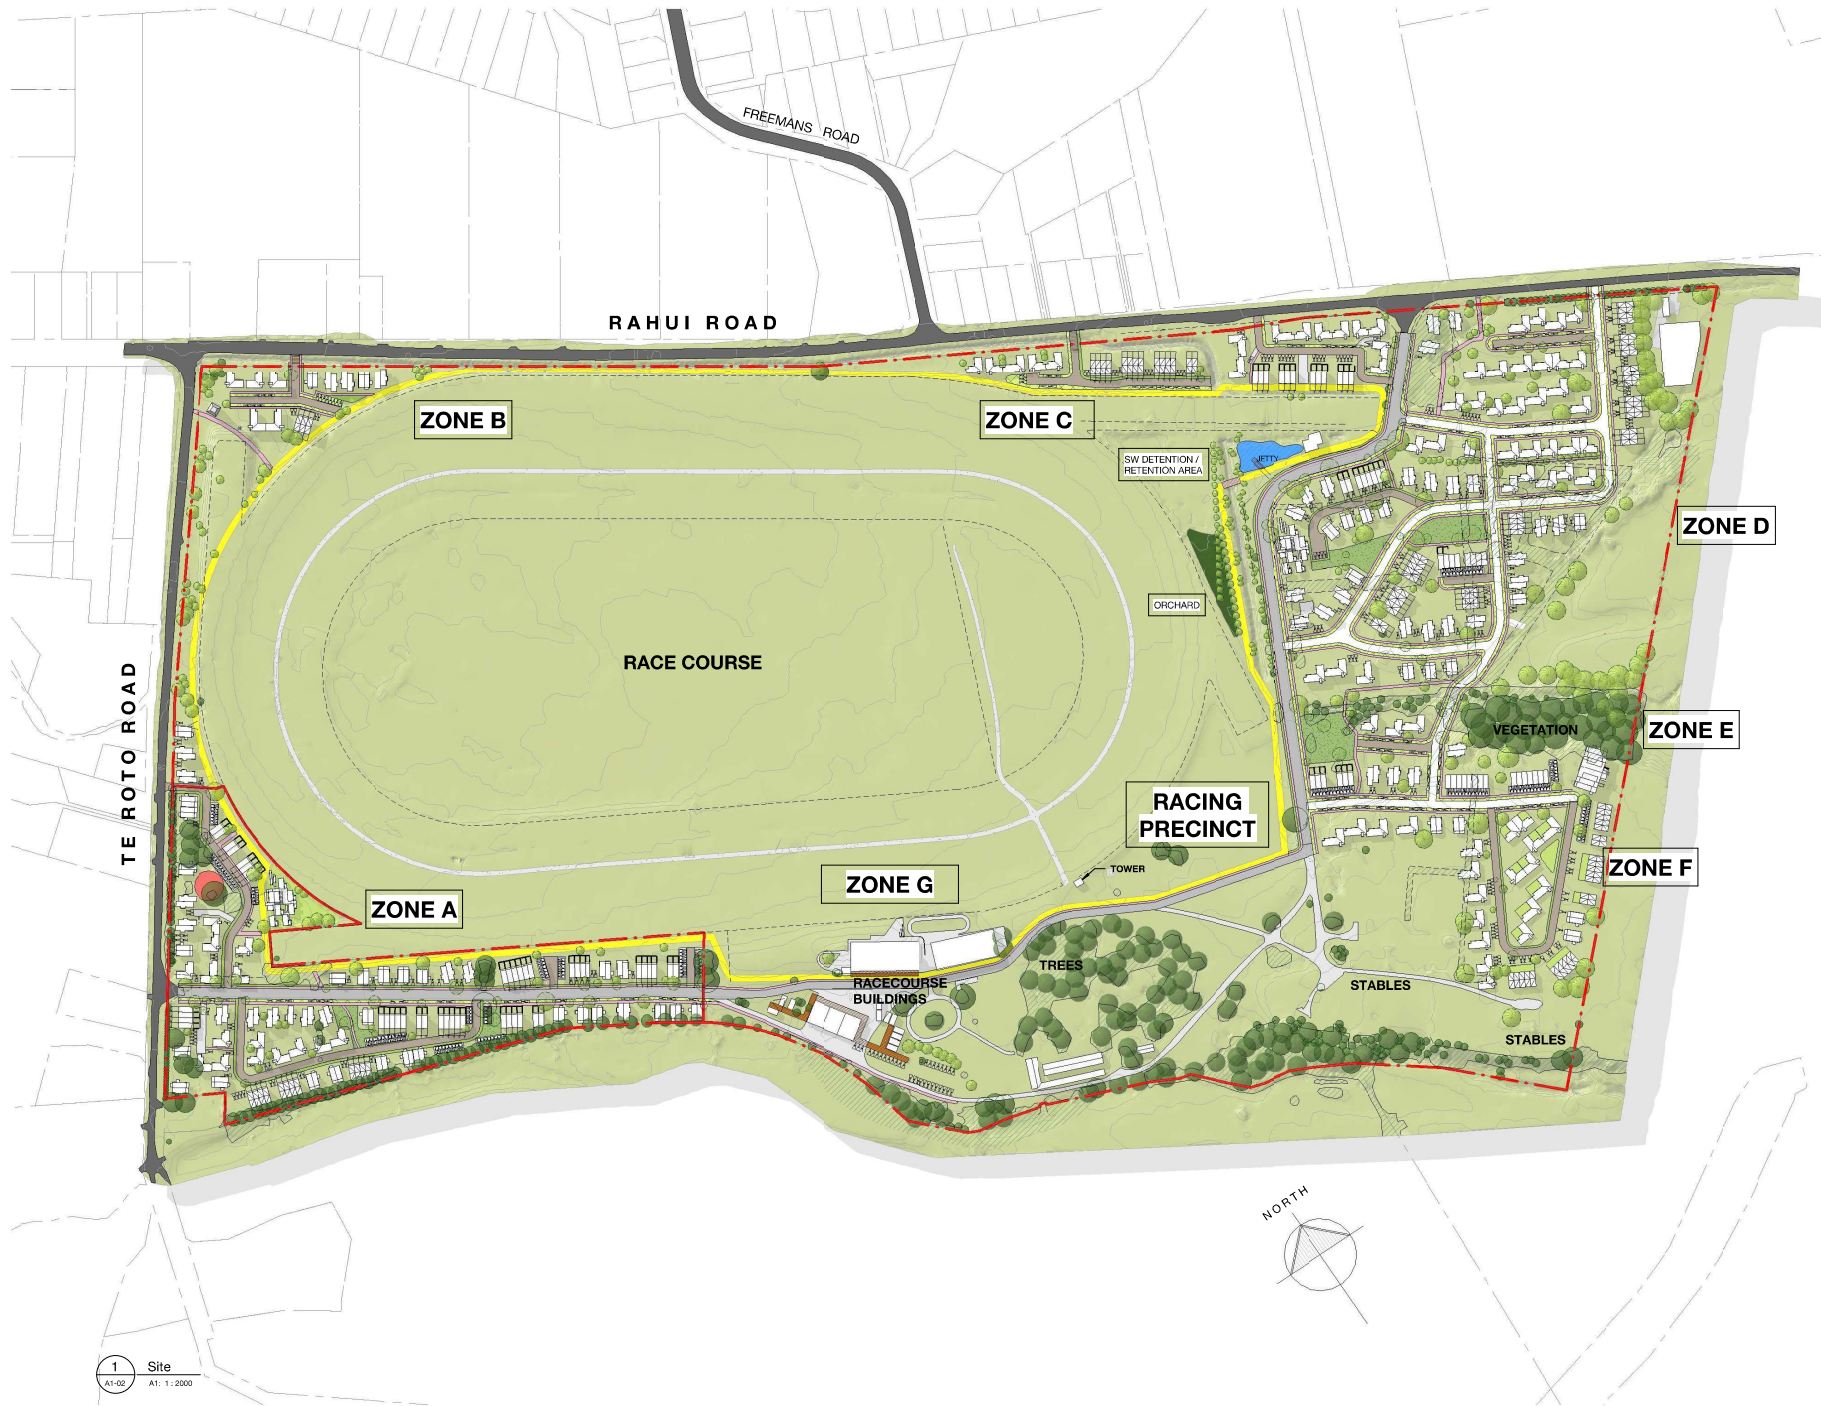 FREEMANS ROAD
RAHUI ROAD
ZONE B
ZONE C
SW DETENTION /
RETENTION AREA
JETTY
ZONE D
ORCHARD
RACE COURSE
TE ROTO ROAD
VEGETATION
ZONE E
RACING
PRECINCT
TOWER
ZONE F
ZONE G
ZONE A
TREES
RACECOURSE
BUILDINGS
STABLES
STABLES
NORTH
1
Site
A1-02
A1: 1 : 2000